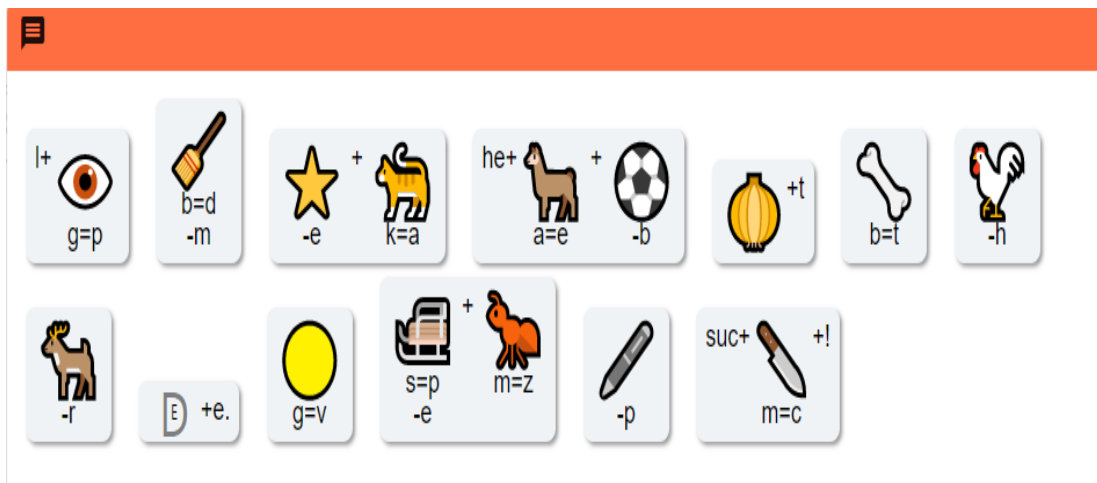 l+
g=p
b=d
-m
+
-e
k=a
he+
+
a=e
-b
+t
b=t
-h
-r
D
E
+e.
g=v
+
s=p
m=z
-e
-p
suc+
+!
m=c